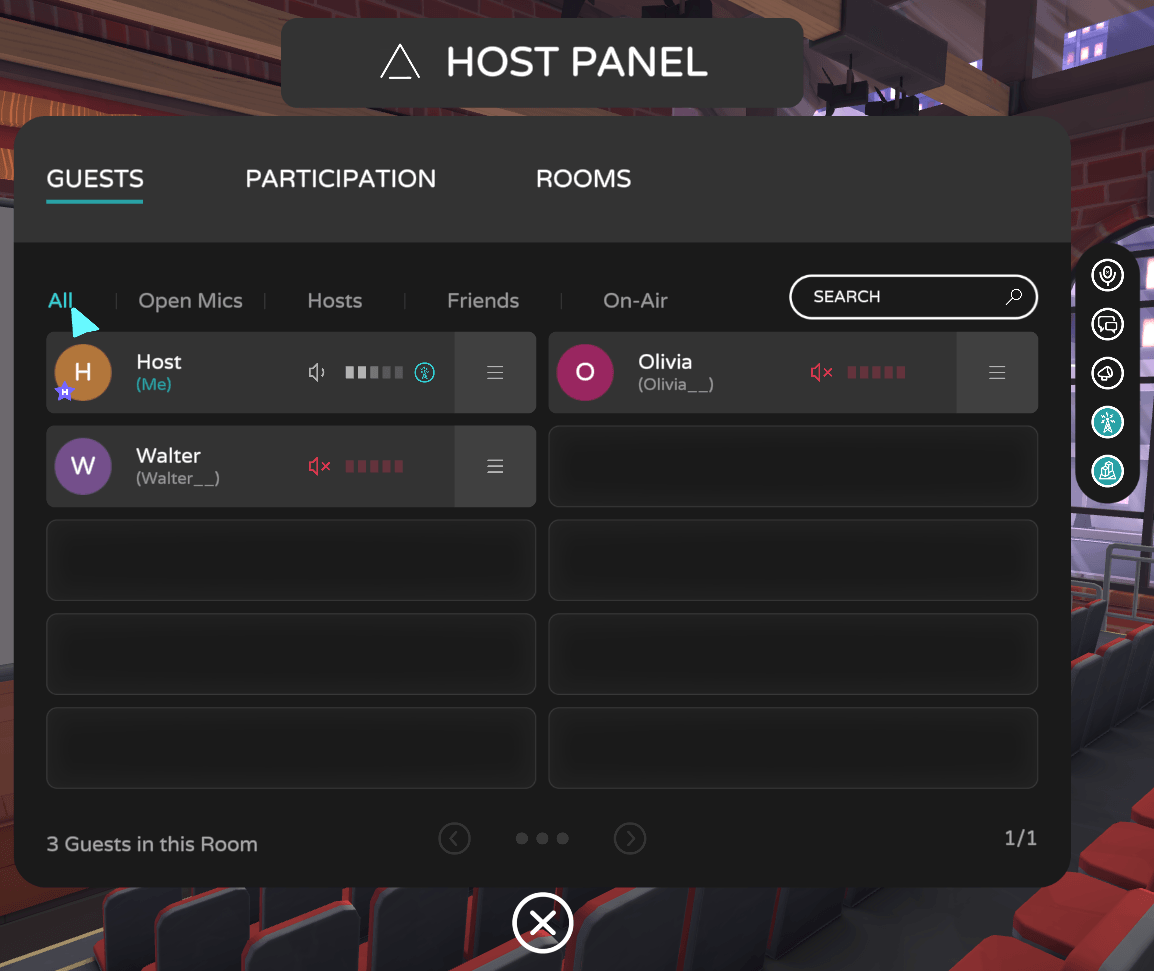 HOST PANEL
GUESTS PARTICIPATION ROOMS
All Open Mics Hosts Friends On-Air SEARCH
H Host
(Me)
H
O Olivia
(Olivia__)
W Walter
(Walter__)
3 Guests in this Room
1/1